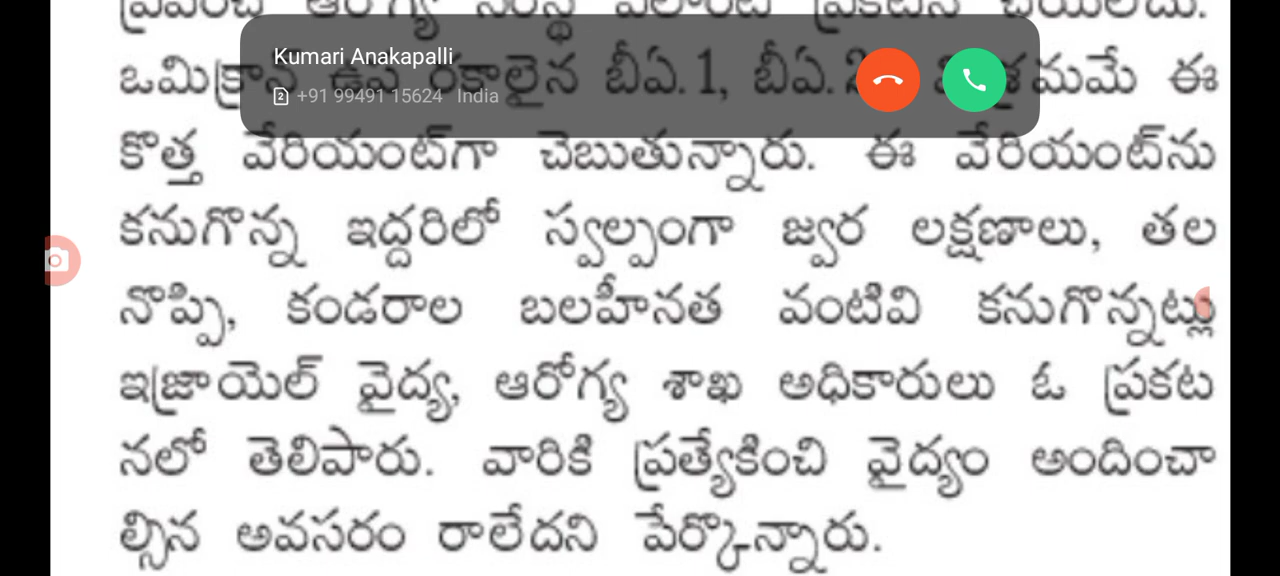 Kumari Anakapalli
2 +91 99491 15624 India
ఒమిక్రాన్ ఉప రకాలైన బీఏ.1, బీఏ.2 మిశ్రమమే ఈ
కొత్త వేరియంట్‌గా చెబుతున్నారు. ఈ వేరియంట్‌ను
కనుగొన్న ఇద్దరిలో స్వల్పంగా జ్వర లక్షణాలు, తల
నొప్పి, కండరాల బలహీనత వంటివి కనుగొన్నట్లు
ఇజ్రాయెల్ వైద్య, ఆరోగ్య శాఖ అధికారులు ఓ ప్రకట
నలో తెలిపారు. వారికి ప్రత్యేకించి వైద్యం అందించా
ల్సిన అవసరం రాలేదని పేర్కొన్నారు.